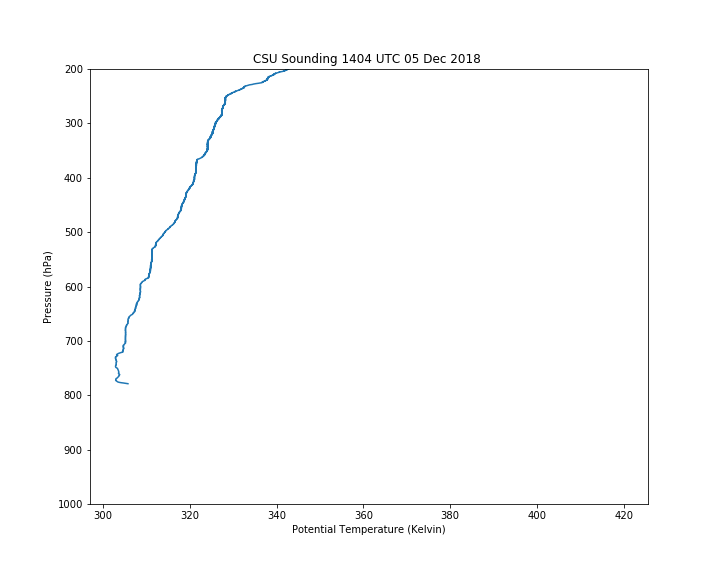 CSU Sounding 1404 UTC 05 Dec 2018
200
300
400
500
600
700
800
900
1000
Pressure (hPa)
300 320 340 360 380 400 420
Potential Temperature (Kelvin)